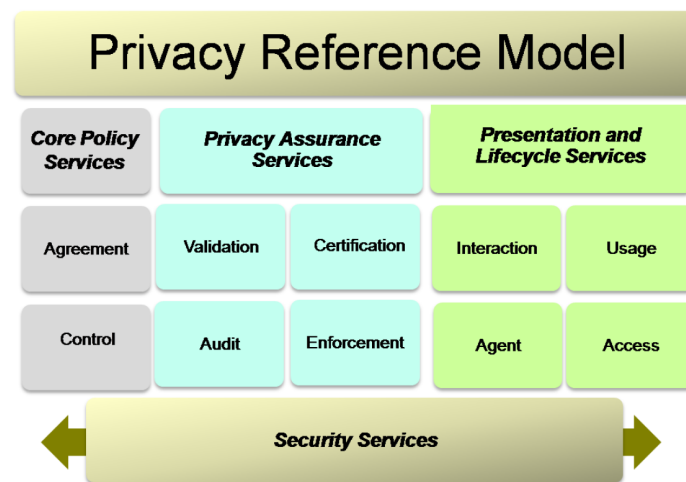 Privacy Reference Model
Core Policy
Services
Privacy Assurance
Services
Presentation and
Lifecycle Services
Agreement
Validation
Certification
Interaction
Usage
Control
Audit
Enforcement
Agent
Access
Security Services